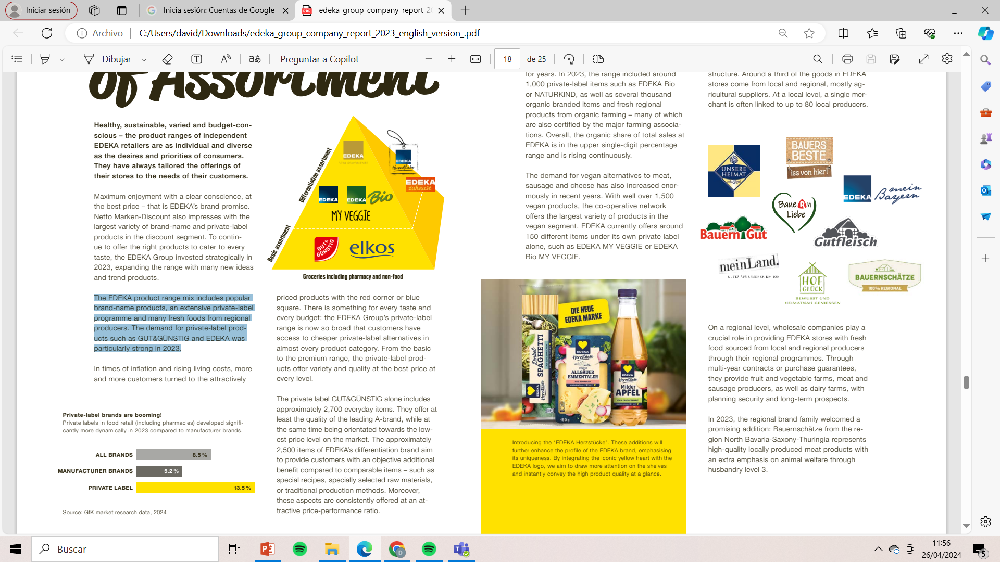 Iniciar sesión
Inicia sesión: Cuentas de Google
edeka_group_company_report_20
Archivo
C:/Users/david/Downloads/edeka_group_company_report_2023_english_version_.pdf
Dibujar
Preguntar a Copilot
18
de 25
of Assortment
Healthy, sustainable, varied and budget-con-
scious – the product ranges of independent
EDEKA retailers are as individual and diverse
as the desires and priorities of consumers.
They have always tailored the offerings of
their stores to the needs of their customers.
Maximum enjoyment with a clear conscience, at
the best price – that is EDEKA's brand promise.
Netto Marken-Discount also impresses with the
largest variety of brand-name and private-label
products in the discount segment. To contin-
ue to offer the right products to cater to every
taste, the EDEKA Group invested strategically in
2023, expanding the range with many new ideas
and trend products.
The EDEKA product range mix includes popular
brand-name products, an extensive private-label
programme and many fresh foods from regional
producers. The demand for private-label prod-
ucts such as GUT&GÜNSTIG and EDEKA was
particularly strong in 2023.
In times of inflation and rising living costs, more
and more customers turned to the attractively
Private-label brands are booming!
Private labels in food retail (including pharmacies) developed signifi-
cantly more dynamically in 2023 compared to manufacturer brands.
ALL BRANDS 8.5 %
MANUFACTURER BRANDS 5.2 %
PRIVATE LABEL 13.5 %
Source: GfK market research data, 2024
Differentiation assortment
Basic assortment
EDEKA
EDEKA
Heimatliebe
EDEKA
zuhause
EDEKA
EDEKA
Bio
MY VEGGIE
GUT&
GÜNSTIG
elkos
Groceries including pharmacy and non-food
priced products with the red corner or blue
square. There is something for every taste and
every budget: the EDEKA Group's private-label
range is now so broad that customers have
access to cheaper private-label alternatives in
almost every product category. From the basic
to the premium range, the private-label prod-
ucts offer variety and quality at the best price at
every level.
The private label GUT&GÜNSTIG alone includes
approximately 2,700 everyday items. They offer at
least the quality of the leading A-brand, while at
the same time being orientated towards the low-
est price level on the market. The approximately
2,500 items of EDEKA's differentiation brand aim
to provide customers with an objective additional
benefit compared to comparable items – such as
special recipes, specially selected raw materials,
or traditional production methods. Moreover,
these aspects are consistently offered at an at-
tractive price-performance ratio.
for years. In 2023, the range included around
1,000 private-label items such as EDEKA Bio
or NATURKIND, as well as several thousand
organic branded items and fresh regional
products from organic farming – many of which
are also certified by the major farming associa-
tions. Overall, the organic share of total sales at
EDEKA is in the upper single-digit percentage
range and is rising continuously.
The demand for vegan alternatives to meat,
sausage and cheese has also increased enor-
mously in recent years. With well over 1,500
vegan products, the co-operative network
offers the largest variety of products in the
vegan segment. EDEKA currently offers around
150 different items under its own private label
alone, such as EDEKA MY VEGGIE or EDEKA
Bio MY VEGGIE.
DIE NEUE
EDEKA MARKE
Dinkel
SPAGHETTI
EDEKA
Herzstücke
EDEKA
Herzstücke
Original
ALLGÄUER
EMMENTALER
150 g
EDEKA
Herzstücke
Milder
APFEL
Introducing the "EDEKA Herzstücke". These additions will
further enhance the profile of the EDEKA brand, emphasising
its uniqueness. By integrating the iconic yellow heart with the
EDEKA logo, we aim to draw more attention on the shelves
and instantly convey the high product quality at a glance.
structure. Around a third of the goods in EDEKA
stores come from local and regional, mostly ag-
ricultural suppliers. At a local level, a single mer-
chant is often linked to up to 80 local producers.
UNSERE
HEIMAT
echt & gut
BAUERS
BESTE
iss von hier!
EDEKA
mein
Bayern
BaueRn
Liebe
BauernGut
Gutfleisch
meinLand.
GUTES AUS UNSERER REGION
HOF
GLÜCK
BEWUSST UND
HEIMATNAH GENIESSEN
BAUERNSCHÄTZE
100% REGIONAL
On a regional level, wholesale companies play a
crucial role in providing EDEKA stores with fresh
food sourced from local and regional producers
through their regional programmes. Through
multi-year contracts or purchase guarantees,
they provide fruit and vegetable farms, meat and
sausage producers, as well as dairy farms, with
planning security and long-term prospects.
In 2023, the regional brand family welcomed a
promising addition: Bauernschätze from the re-
gion North Bavaria-Saxony-Thuringia represents
high-quality locally produced meat products with
an extra emphasis on animal welfare through
husbandry level 3.
Buscar
11:56
26/04/2024
5